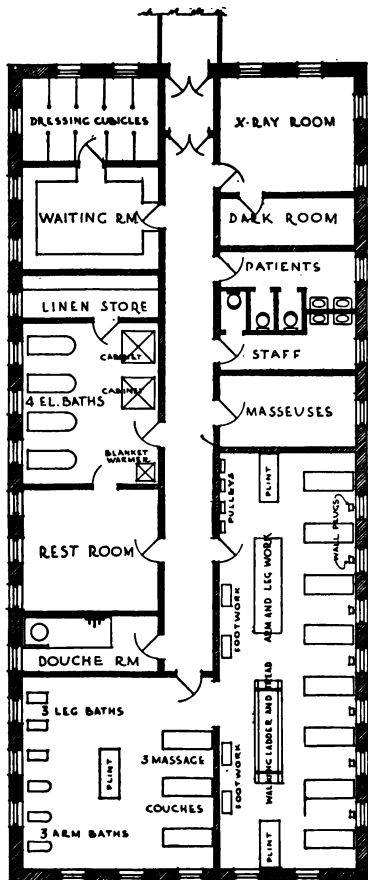 DRESSING CUBICLES
X-RAY ROOM
WAITING RM
DARK ROOM
PATIENTS
LINEN STORE
STAFF
CABINET
CABINET
4 EL. BATHS
MASSEUSES
BLANKET
WARMER
PLINT
PULLEYS
WALL PLUGS
REST ROOM
ARM AND LEG WORK
FOOTWORK
DOUCHE RM
3 LEG BATHS
WALKING LADDER AND TREAD
3 MASSAGE
PLINT
FOOTWORK
COUCHES
3 ARM BATHS
PLINT